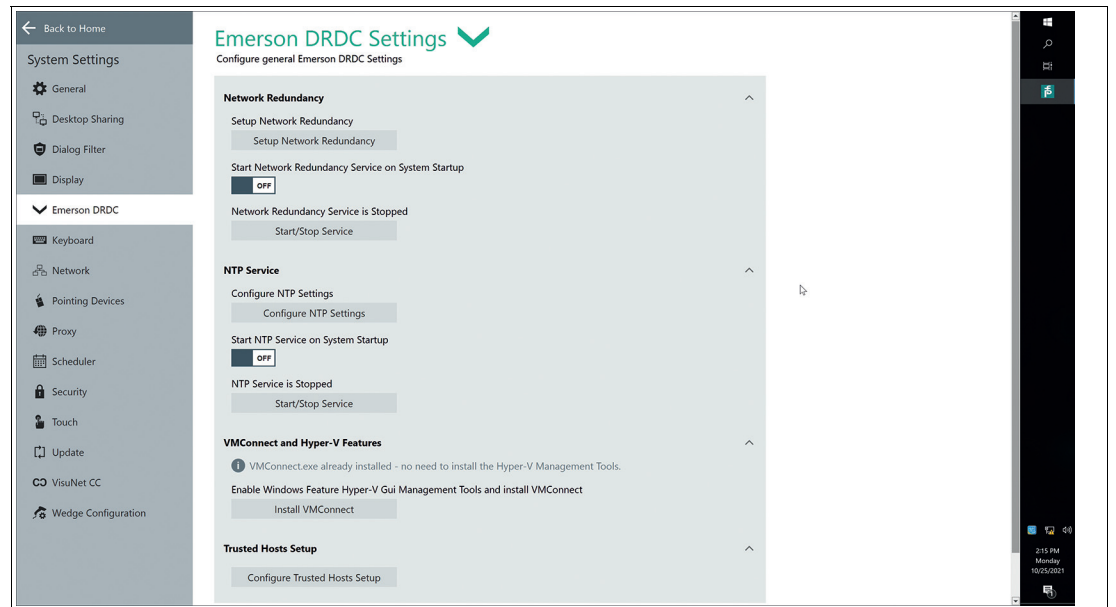 Back to Home
System Settings
General
Desktop Sharing
Dialog Filter
Display
Emerson DRDC
Keyboard
Network
Pointing Devices
Proxy
Scheduler
Security
Touch
Update
VisuNet CC
Wedge Configuration
Emerson DRDC Settings
Configure general Emerson DRDC Settings
Network Redundancy
Setup Network Redundancy
Setup Network Redundancy
Start Network Redundancy Service on System Startup
OFF
Network Redundancy Service is Stopped
Start/Stop Service
NTP Service
Configure NTP Settings
Configure NTP Settings
Start NTP Service on System Startup
OFF
NTP Service is Stopped
Start/Stop Service
VMConnect and Hyper-V Features
VMConnect.exe already installed - no need to install the Hyper-V Management Tools.
Enable Windows Feature Hyper-V Gui Management Tools and install VMConnect
Install VMConnect
Trusted Hosts Setup
Configure Trusted Hosts Setup
2:15 PM
Monday
10/25/2021